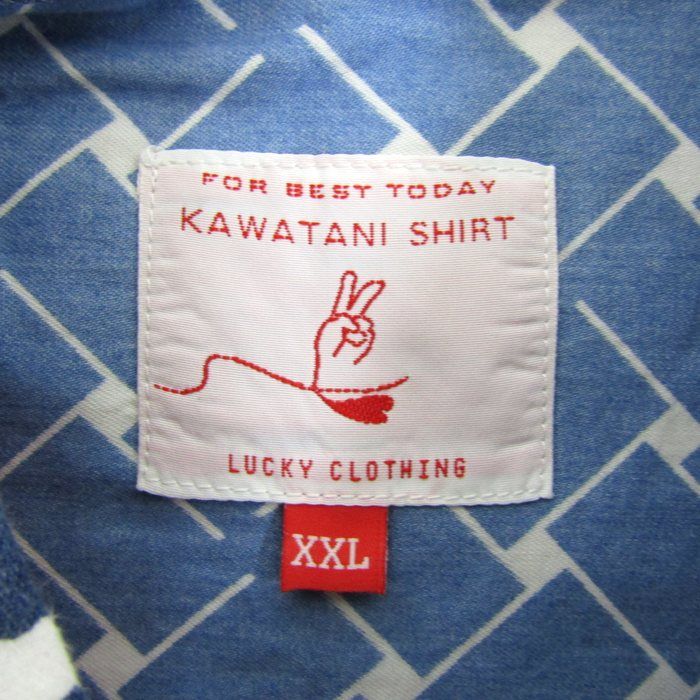 FOR BEST TODAY
KAWATANI SHIRT
LUCKY CLOTHING
XXL